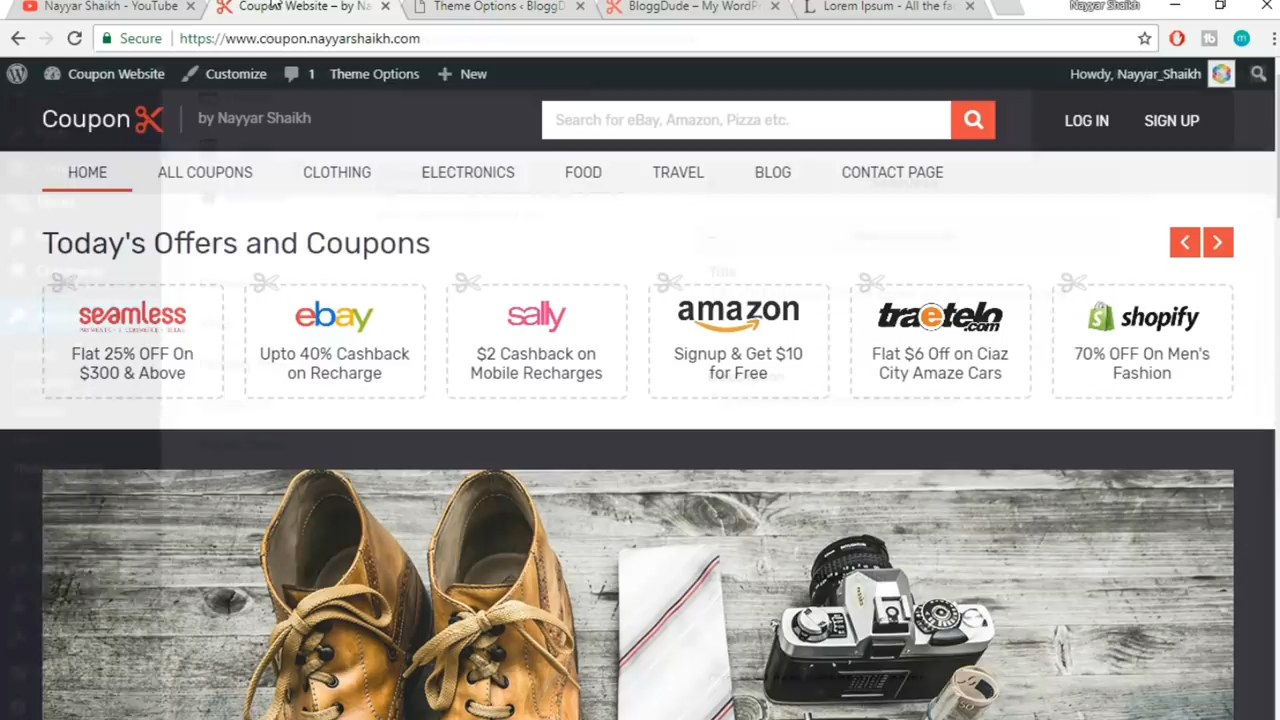 Nayyar Shaikh - YouTube
Coupon Website – by Na
Theme Options ‹ BloggD
BloggDude – My WordPr
Lorem Ipsum - All the fa
Nayyar Shaikh
Secure
https://www.coupon.nayyarshaikh.com
Coupon Website
Customize
1
Theme Options
New
Howdy, Nayyar_Shaikh
Coupon
by Nayyar Shaikh
Search for eBay, Amazon, Pizza etc.
LOG IN
SIGN UP
HOME
ALL COUPONS
CLOTHING
ELECTRONICS
FOOD
TRAVEL
BLOG
CONTACT PAGE
Today's Offers and Coupons
seamless
Flat 25% OFF On
$300 & Above
ebay
Upto 40% Cashback
on Recharge
sally
$2 Cashback on
Mobile Recharges
amazon
Signup & Get $10
for Free
traetelo.com
Flat $6 Off on Ciaz
City Amaze Cars
shopify
70% OFF On Men's
Fashion